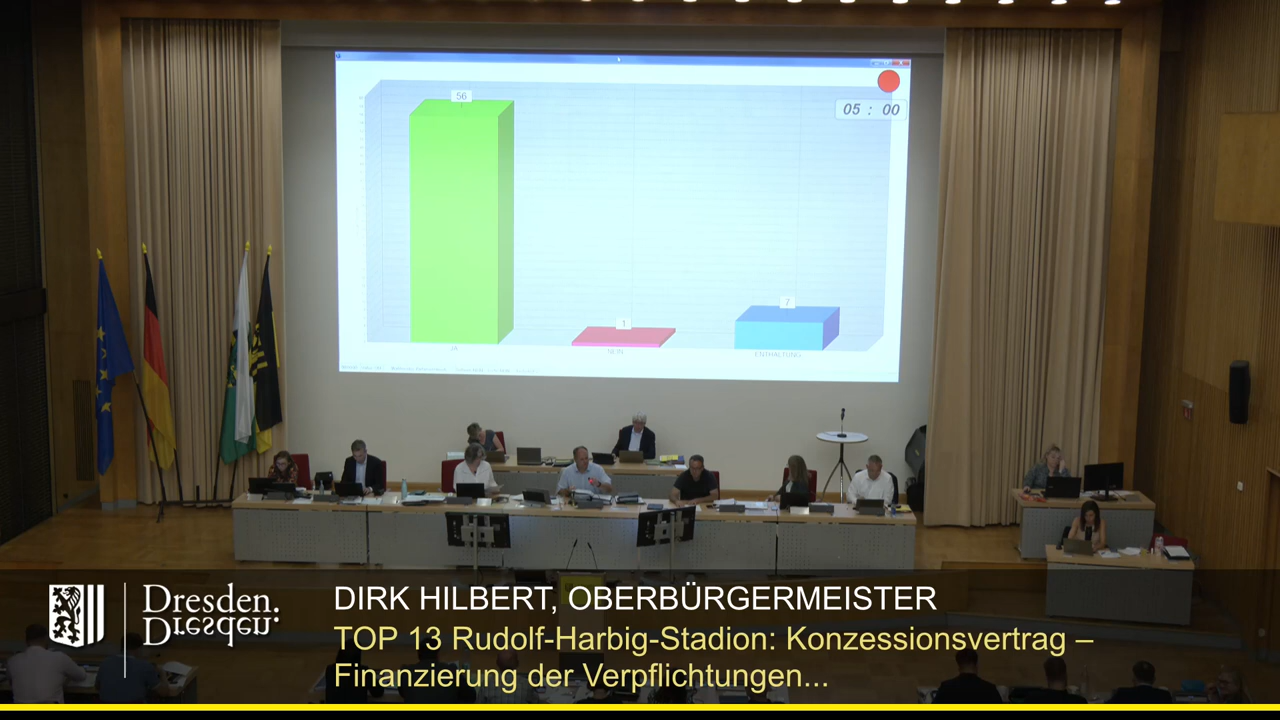 56
05 : 00
1
7
JA
NEIN
ENTHALTUNG
Dresden.
Dresden.
DIRK HILBERT, OBERBÜRGERMEISTER
TOP 13 Rudolf-Harbig-Stadion: Konzessionsvertrag –
Finanzierung der Verpflichtungen...